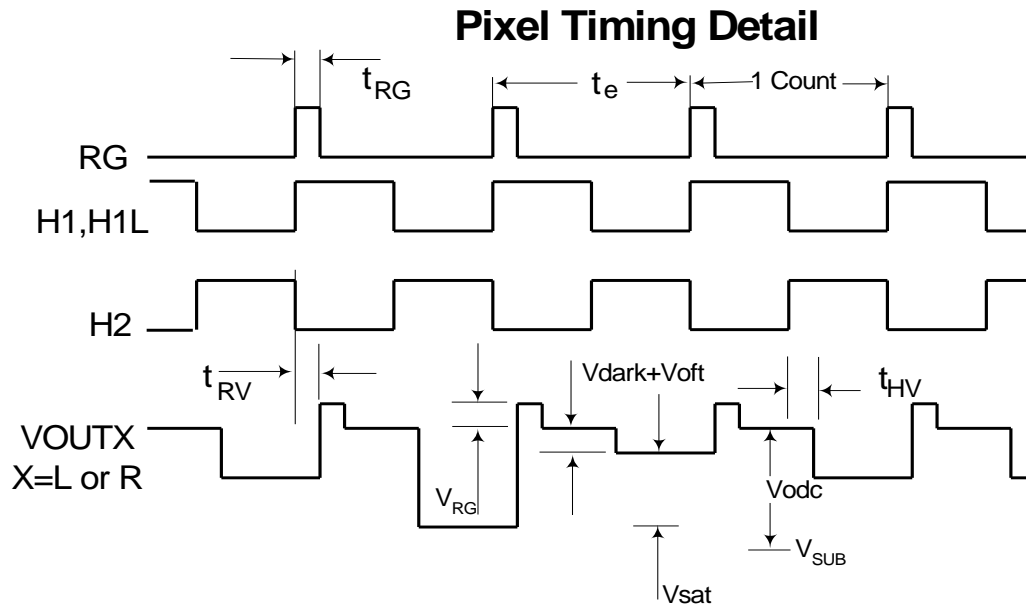 Pixel Timing Detail
tRG
te
1 Count
RG
H1,H1L
H2
tRV
Vdark+Voft
tHV
VOUTX
X=L or R
VRG
Vodc
VSUB
Vsat